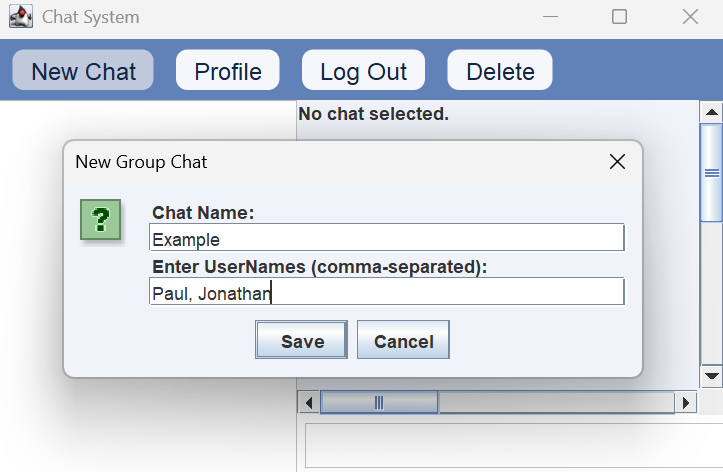 Chat System
New Chat Profile Log Out Delete
No chat selected.
New Group Chat
?
Chat Name:
Example
Enter UserNames (comma-separated):
Paul, Jonathan
Save Cancel